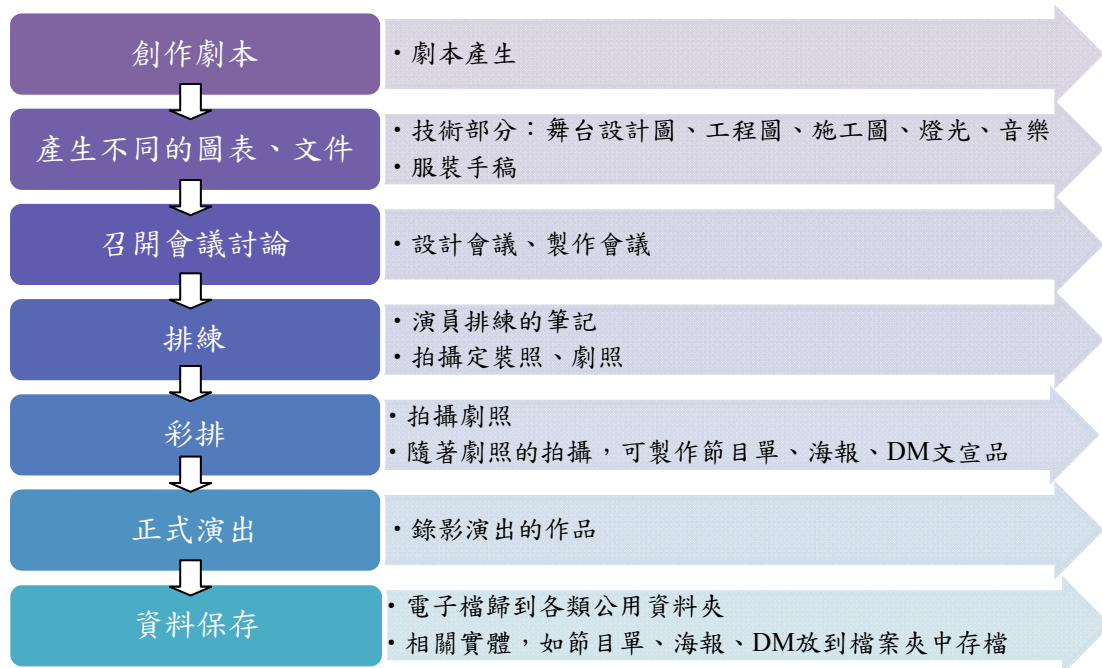 創作劇本
・劇本產生
產生不同的圖表、文件
・技術部分：舞台設計圖、工程圖、施工圖、燈光、音樂
・服裝手稿
召開會議討論
・設計會議、製作會議
排練
・演員排練的筆記
・拍攝定裝照、劇照
彩排
・拍攝劇照
・隨著劇照的拍攝，可製作節目單、海報、DM文宣品
正式演出
・錄影演出的作品
資料保存
・電子檔歸到各類公用資料夾
・相關實體，如節目單、海報、DM放到檔案夾中存檔